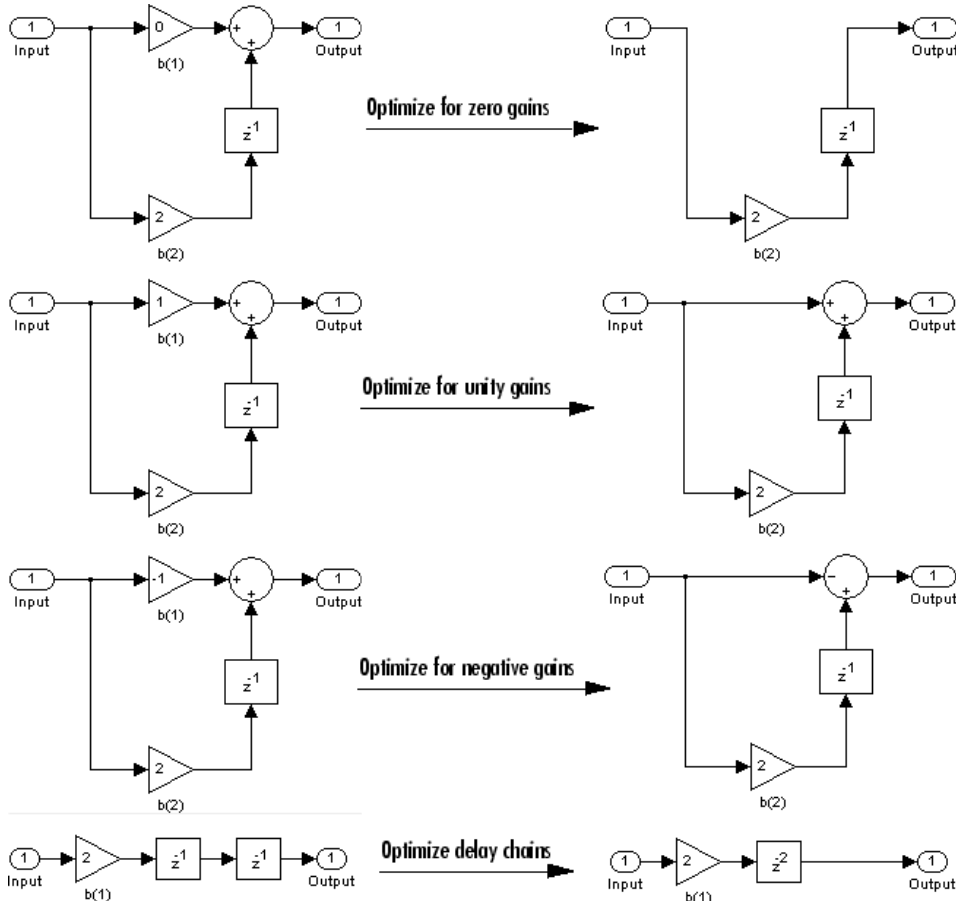 1 0 + + 1
Input b(1) Output
z-1
2
b(2)
Optimize for zero gains
1 1
Input Output
z-1
2
b(2)
1 1 + + 1
Input b(1) Output
z-1
2
b(2)
Optimize for unity gains
1 + + 1
Input Output
z-1
2
b(2)
1 -1 + + 1
Input b(1) Output
z-1
2
b(2)
Optimize for negative gains
1 − + 1
Input Output
z-1
2
b(2)
1 2 z-1 z-1 1
Input b(1) Output
Optimize delay chains
1 2 z-2 1
Input b(1) Output